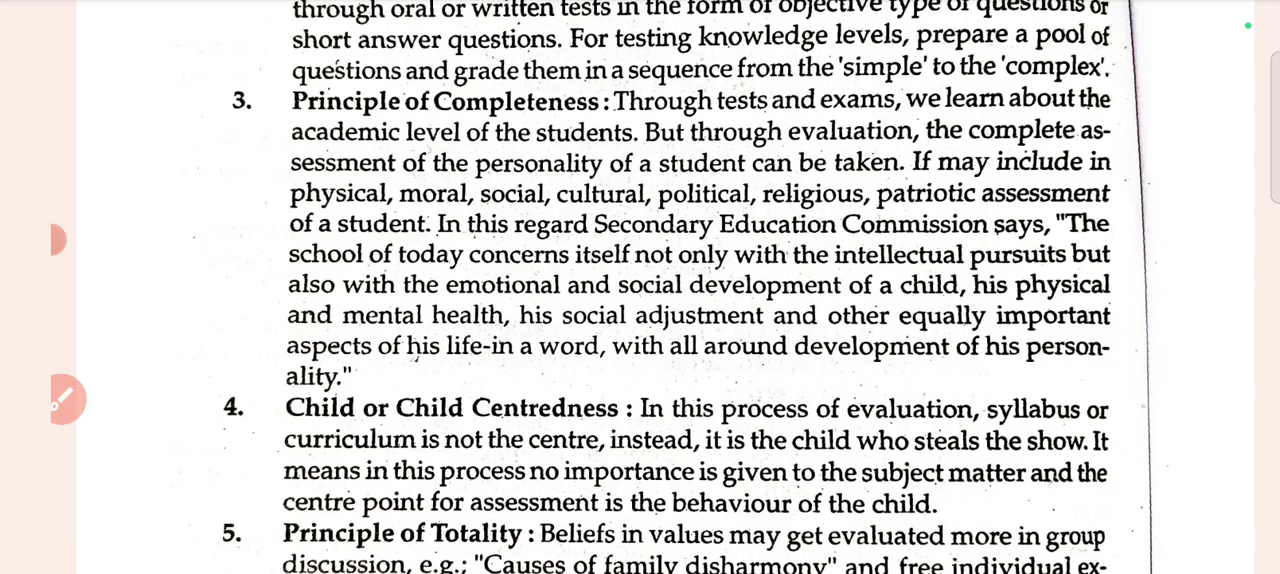 through oral or written tests in the form of objective type of questions or
short answer questions. For testing knowledge levels, prepare a pool of
questions and grade them in a sequence from the 'simple' to the 'complex'.
3. Principle of Completeness : Through tests and exams, we learn about the
academic level of the students. But through evaluation, the complete as-
sessment of the personality of a student can be taken. If may include in
physical, moral, social, cultural, political, religious, patriotic assessment
of a student. In this regard Secondary Education Commission says, "The
school of today concerns itself not only with the intellectual pursuits but
also with the emotional and social development of a child, his physical
and mental health, his social adjustment and other equally important
aspects of his life-in a word, with all around development of his person-
ality."
4. Child or Child Centredness : In this process of evaluation, syllabus or
curriculum is not the centre, instead, it is the child who steals the show. It
means in this process no importance is given to the subject matter and the
centre point for assessment is the behaviour of the child.
5. Principle of Totality : Beliefs in values may get evaluated more in group
discussion, e.g.; "Causes of family disharmony" and free individual ex-